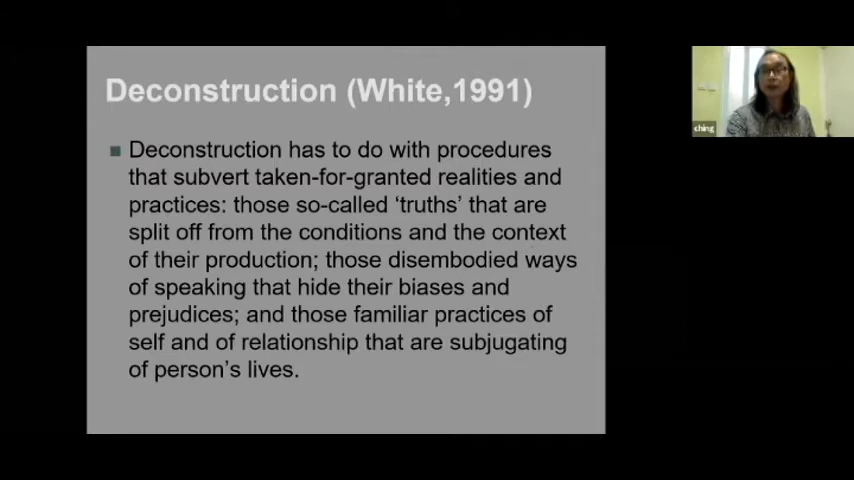 Deconstruction (White,1991)
Deconstruction has to do with procedures
that subvert taken-for-granted realities and
practices: those so-called ‘truths’ that are
split off from the conditions and the context
of their production; those disembodied ways
of speaking that hide their biases and
prejudices; and those familiar practices of
self and of relationship that are subjugating
of person’s lives.
ching